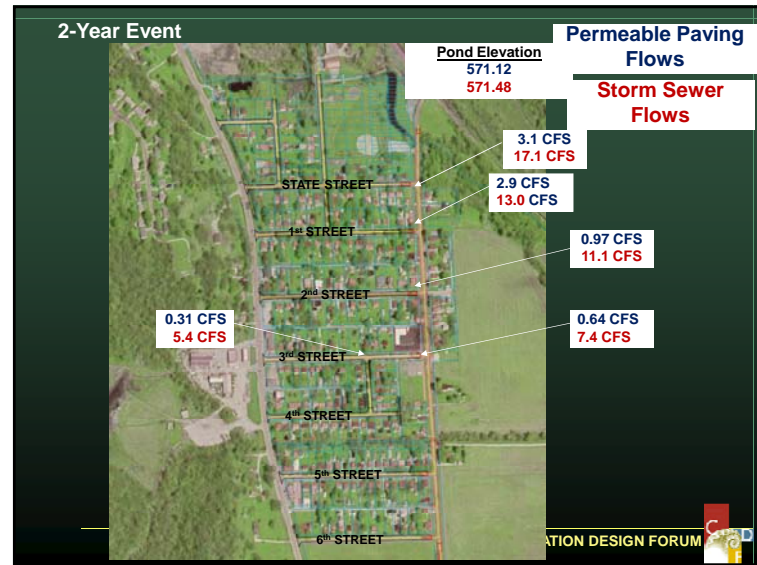 2-Year Event
Permeable Paving
Flows
Storm Sewer
Flows
Pond Elevation
571.12
571.48
3.1 CFS
17.1 CFS
STATE STREET
2.9 CFS
13.0 CFS
1st STREET
0.97 CFS
11.1 CFS
2nd STREET
0.31 CFS
5.4 CFS
0.64 CFS
7.4 CFS
3rd STREET
4th STREET
5th STREET
6th STREET
ATION DESIGN FORUM
C
D
F